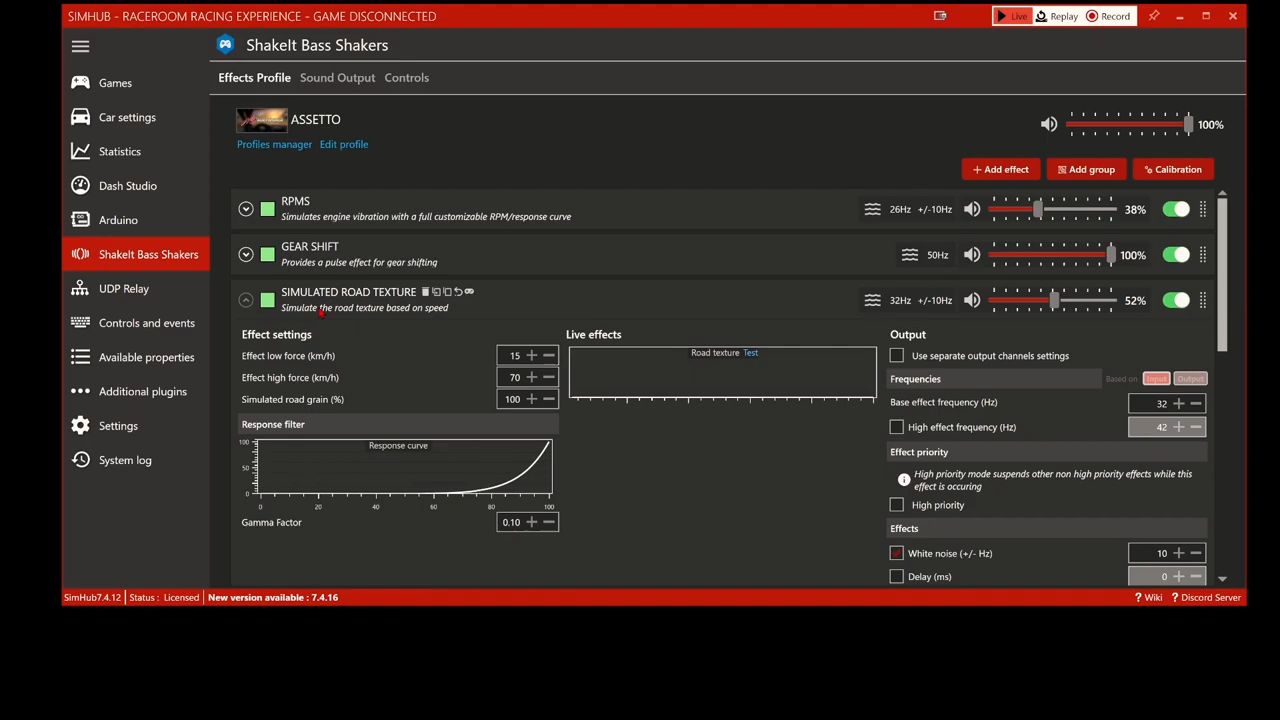 SIMHUB - RACEROOM RACING EXPERIENCE - GAME DISCONNECTED
Live
Replay
Record
ShakeIt Bass Shakers
Games
Car settings
Statistics
Dash Studio
Arduino
ShakeIt Bass Shakers
UDP Relay
Controls and events
Available properties
Additional plugins
Settings
System log
Effects Profile Sound Output Controls
ASSETTO
100%
Profiles manager Edit profile
+ Add effect
Add group
Calibration
RPMS
Simulates engine vibration with a full customizable RPM/response curve
26Hz +/-10Hz
38%
GEAR SHIFT
Provides a pulse effect for gear shifting
50Hz
100%
SIMULATED ROAD TEXTURE
Simulate the road texture based on speed
32Hz +/-10Hz
52%
Effect settings
Effect low force (km/h) 15 + −
Effect high force (km/h) 70 + −
Simulated road grain (%) 100 + −
Response filter
Response curve
100
50
0
0 20 40 60 80 100
Gamma Factor 0.10 + −
Live effects
Road texture Test
Output
Use separate output channels settings
Frequencies Based on Input Output
Base effect frequency (Hz) 32 + −
High effect frequency (Hz) 42 + −
Effect priority
High priority mode suspends other non high priority effects while this
effect is occuring
High priority
Effects
White noise (+/- Hz) 10 + −
Delay (ms) 0 + −
SimHub7.4.12 Status : Licensed New version available : 7.4.16
? Wiki ? Discord Server